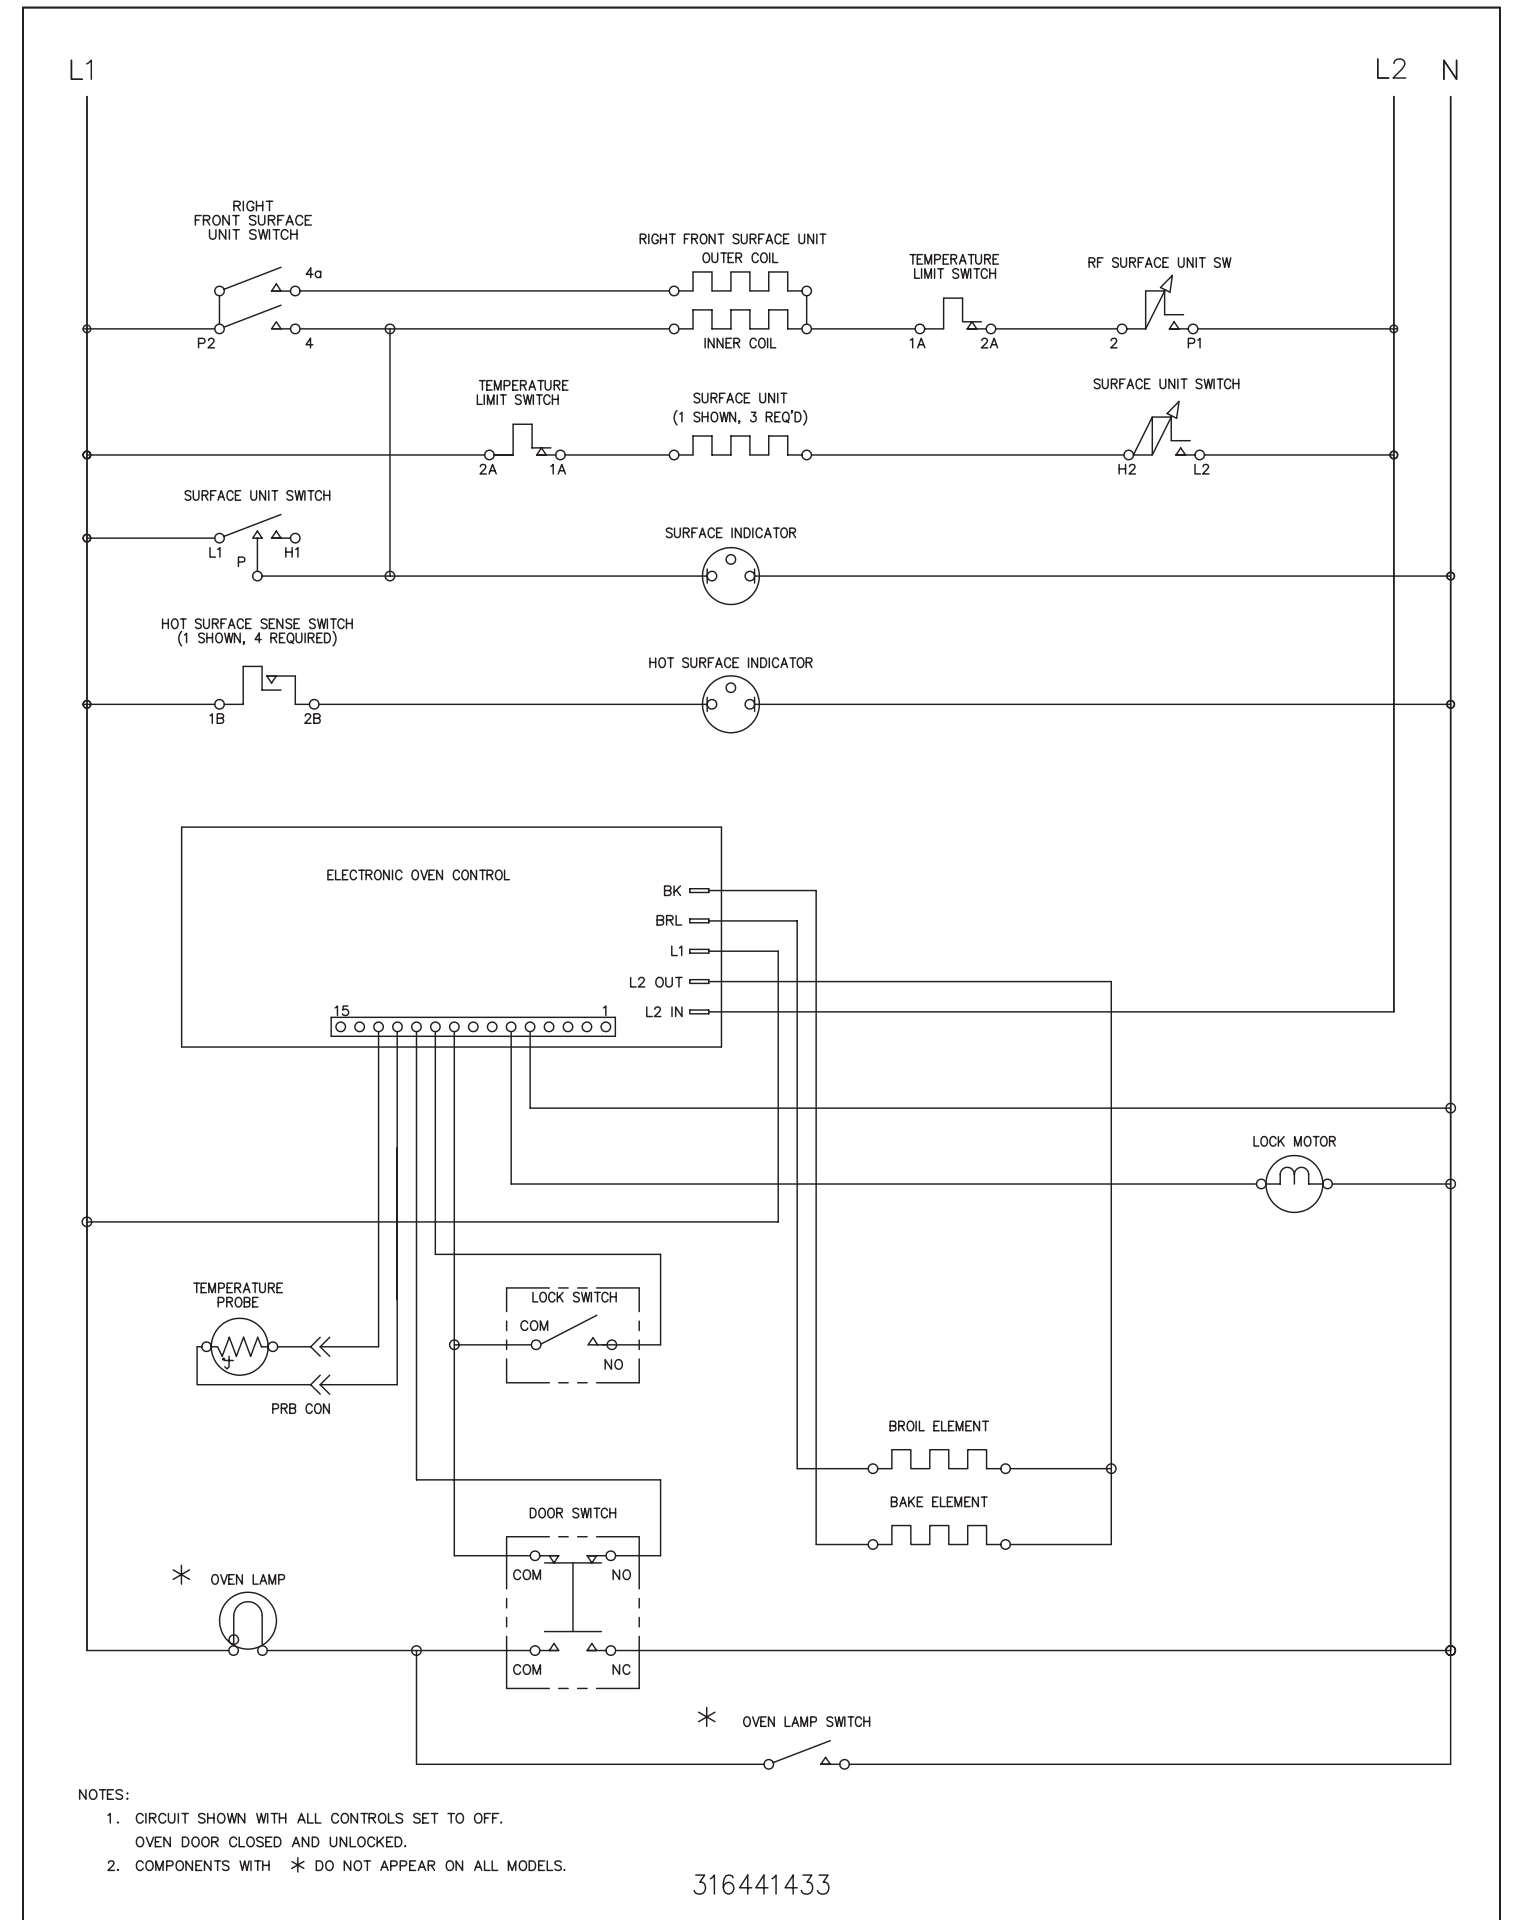 L1
L2 N
RIGHT
FRONT SURFACE
UNIT SWITCH
4a
P2
4
RIGHT FRONT SURFACE UNIT
OUTER COIL
INNER COIL
TEMPERATURE
LIMIT SWITCH
1A
2A
RF SURFACE UNIT SW
2
P1
TEMPERATURE
LIMIT SWITCH
2A
1A
SURFACE UNIT
(1 SHOWN, 3 REQ'D)
SURFACE UNIT SWITCH
H2
L2
SURFACE UNIT SWITCH
L1
H1
P
SURFACE INDICATOR
HOT SURFACE SENSE SWITCH
(1 SHOWN, 4 REQUIRED)
1B
2B
HOT SURFACE INDICATOR
ELECTRONIC OVEN CONTROL
BK
BRL
L1
L2 OUT
L2 IN
15
1
LOCK MOTOR
TEMPERATURE
PROBE
PRB CON
LOCK SWITCH
COM
NO
BROIL ELEMENT
BAKE ELEMENT
DOOR SWITCH
COM
NO
COM
NC
* OVEN LAMP
* OVEN LAMP SWITCH
NOTES:
1. CIRCUIT SHOWN WITH ALL CONTROLS SET TO OFF.
OVEN DOOR CLOSED AND UNLOCKED.
2. COMPONENTS WITH * DO NOT APPEAR ON ALL MODELS.
316441433